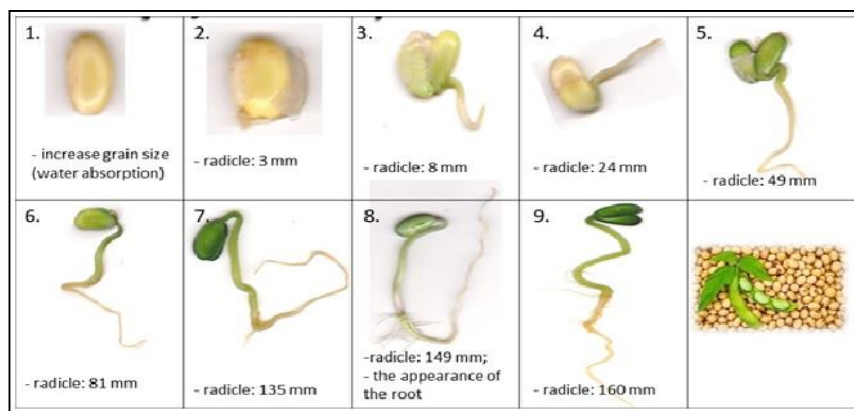 1.
- increase grain size
(water absorption)
2.
- radicle: 3 mm
3.
- radicle: 8 mm
4.
- radicle: 24 mm
5.
- radicle: 49 mm
6.
- radicle: 81 mm
7.
- radicle: 135 mm
8.
-radicle: 149 mm;
- the appearance of
the root
9.
- radicle: 160 mm